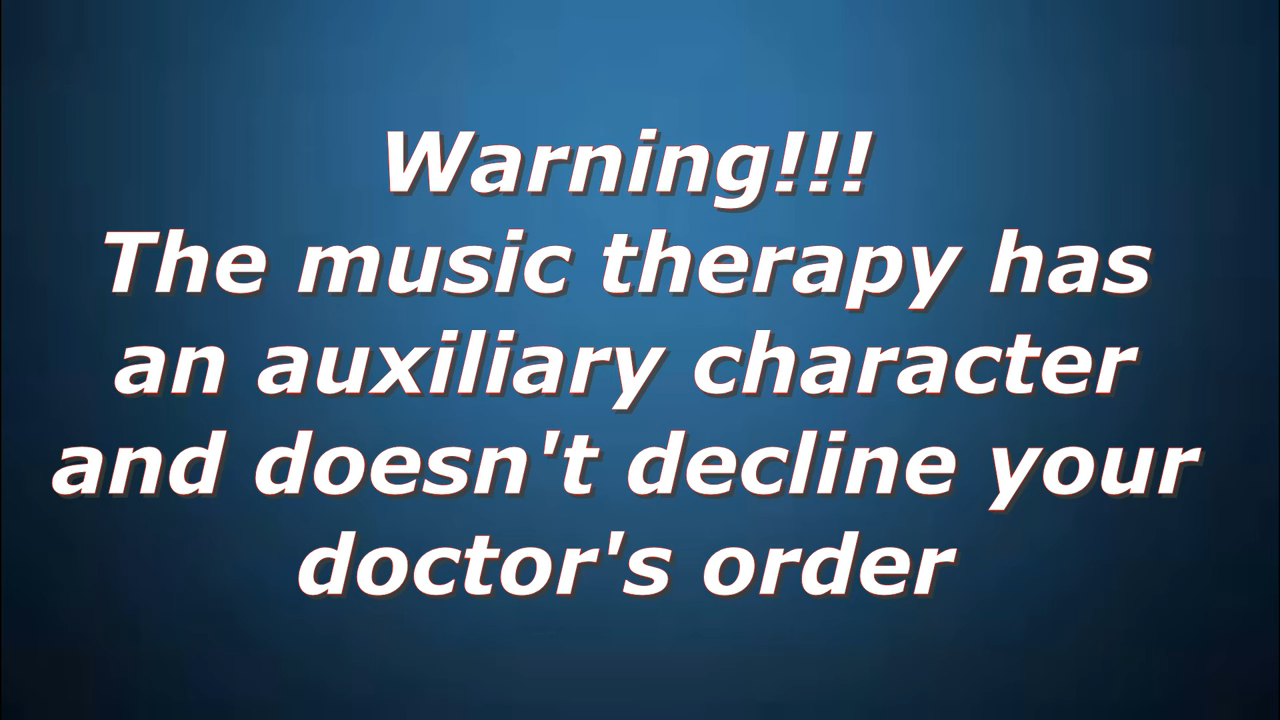 Warning!!!
The music therapy has
an auxiliary character
and doesn't decline your
doctor's order